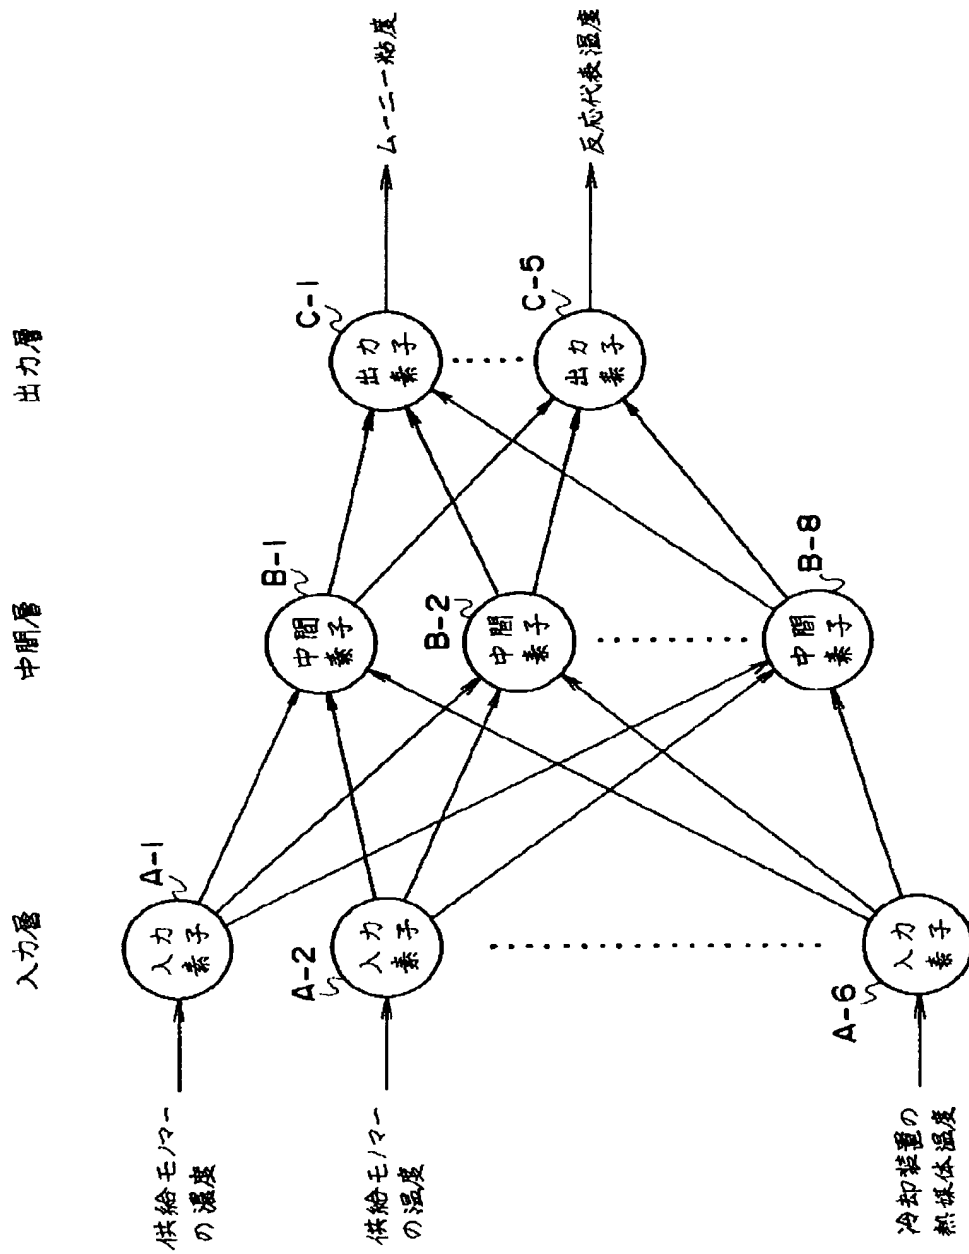 入力層
中間層
出力層
供給モノマー
の濃度
入力
素子
A-1
供給モノマー
の温度
入力
素子
A-2
冷却装置の
熱媒体温度
入力
素子
A-6
中間
素子
B-1
中間
素子
B-2
中間
素子
B-8
出力
素子
C-1
ムーニー粘度
出力
素子
C-5
反応代表温度